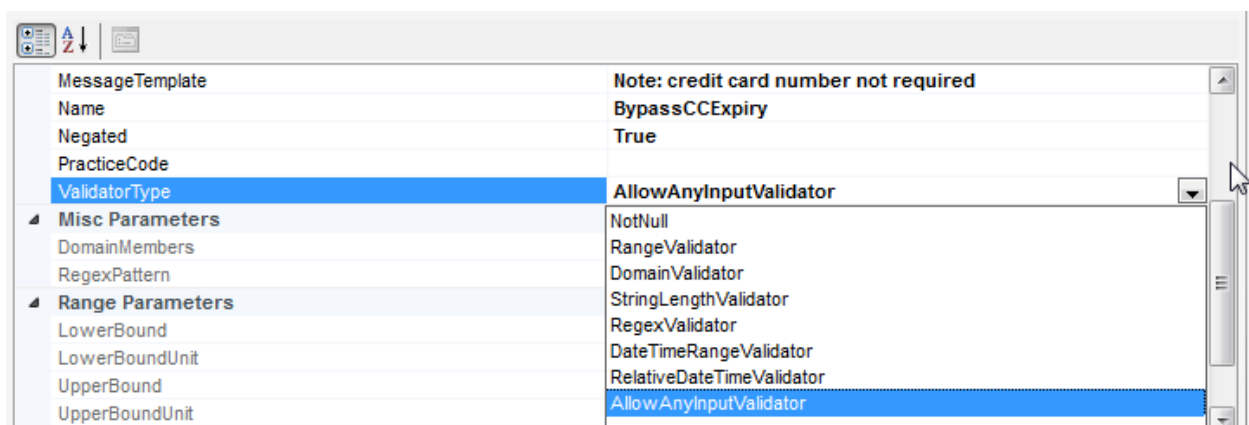 A
Z
MessageTemplate Note: credit card number not required
Name BypassCCExpiry
Negated True
PracticeCode
ValidatorType AllowAnyInputValidator
Misc Parameters NotNull
DomainMembers RangeValidator
RegexPattern DomainValidator
Range Parameters StringLengthValidator
LowerBound RegexValidator
LowerBoundUnit DateTimeRangeValidator
UpperBound RelativeDateTimeValidator
UpperBoundUnit AllowAnyInputValidator